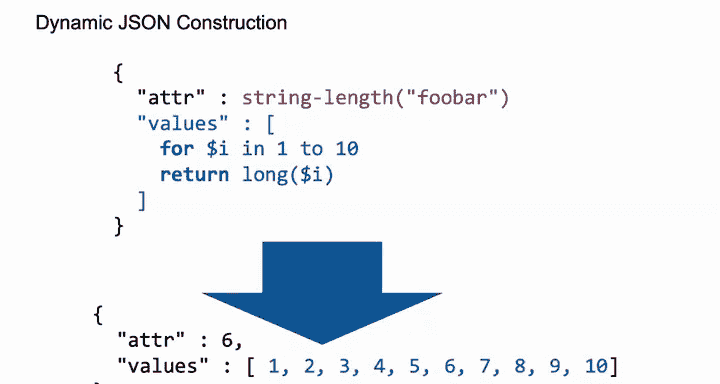 Dynamic JSON Construction
{
"attr" : string-length("foobar")
"values" : [
for $i in 1 to 10
return long($i)
]
}
{
"attr" : 6,
"values" : [ 1, 2, 3, 4, 5, 6, 7, 8, 9, 10]